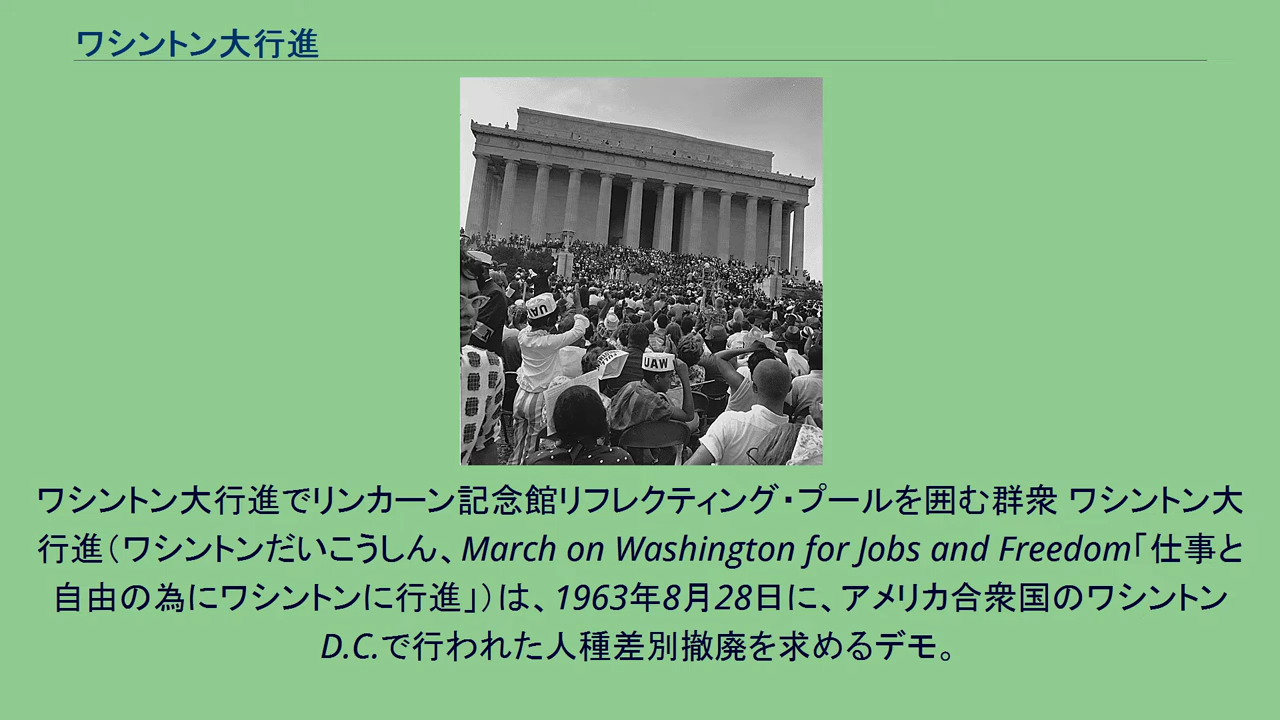 ワシントン大行進
UAW
UAW
ワシントン大行進でリンカーン記念館リフレクティング・プールを囲む群衆 ワシントン大
行進（ワシントンだいこうしん、March on Washington for Jobs and Freedom「仕事と
自由の為にワシントンに行進」）は、1963年8月28日に、アメリカ合衆国のワシントン
D.C.で行われた人種差別撤廃を求めるデモ。